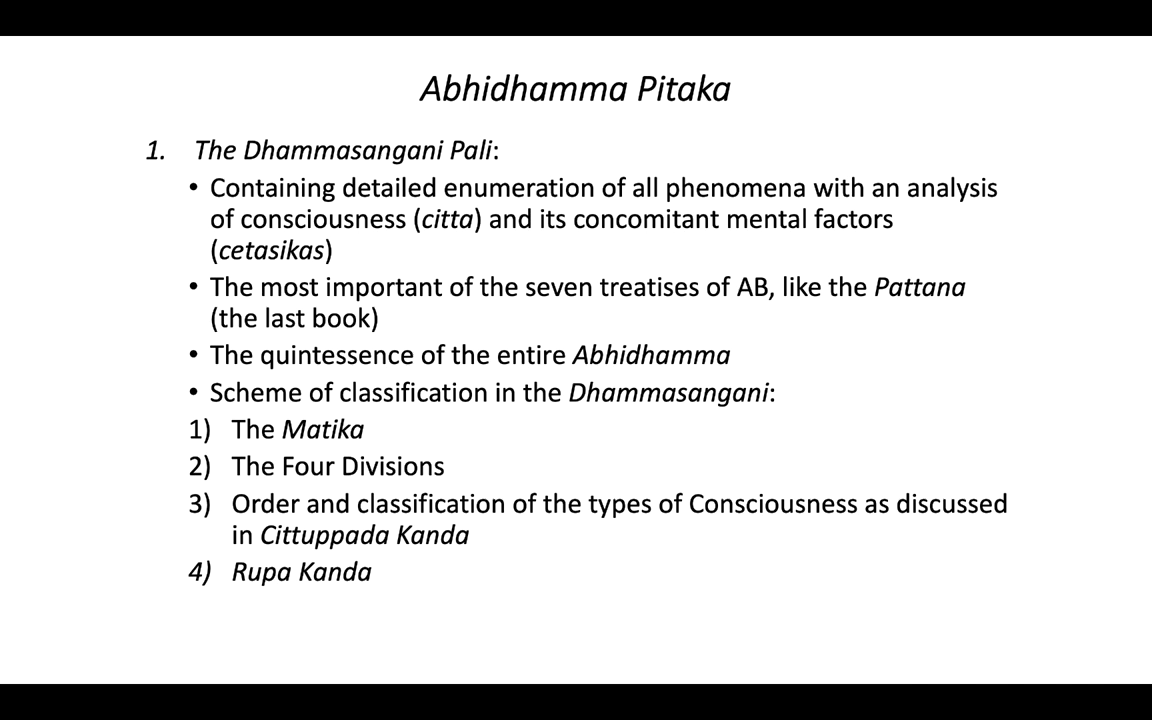 Abhidhamma Pitaka
1. The Dhammasangani Pali:
• Containing detailed enumeration of all phenomena with an analysis
of consciousness (citta) and its concomitant mental factors
(cetasikas)
• The most important of the seven treatises of AB, like the Pattana
(the last book)
• The quintessence of the entire Abhidhamma
• Scheme of classification in the Dhammasangani:
1) The Matika
2) The Four Divisions
3) Order and classification of the types of Consciousness as discussed
in Cittuppada Kanda
4) Rupa Kanda